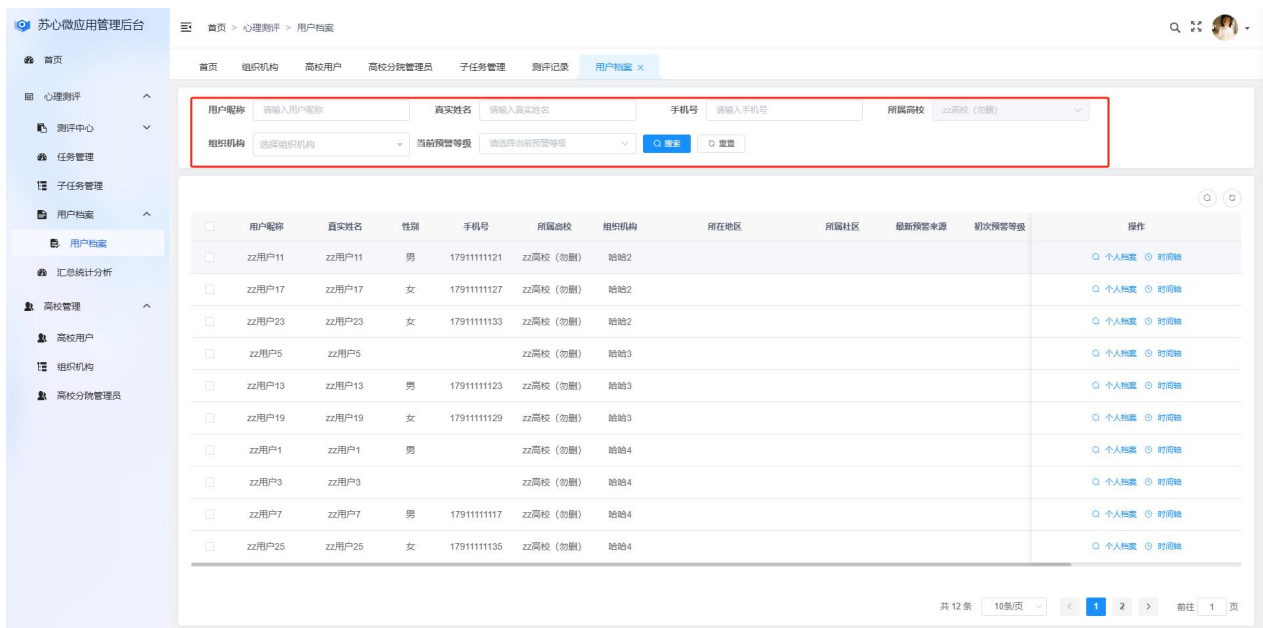 苏心微应用管理后台
首页 > 心理测评 > 用户档案
首页
首页 组织机构 高校用户 高校分院管理员 子任务管理 测评记录 用户档案 ×
心理测评
测评中心
任务管理
子任务管理
用户档案
用户档案
汇总统计分析
高校管理
高校用户
组织机构
高校分院管理员
用户昵称 请输入用户昵称 真实姓名 请输入真实姓名 手机号 请输入手机号 所属高校 zz高校（勿删）
组织机构 选择组织机构 当前预警等级 请选择当前预警等级 搜索 重置
用户昵称 真实姓名 性别 手机号 所属高校 组织机构 所在地区 所属社区 最新预警来源 初次预警等级 操作
zz用户11 zz用户11 男 17911111121 zz高校（勿删） 哈哈2 个人档案 时间轴
zz用户17 zz用户17 女 17911111127 zz高校（勿删） 哈哈2 个人档案 时间轴
zz用户23 zz用户23 女 17911111133 zz高校（勿删） 哈哈2 个人档案 时间轴
zz用户5 zz用户5 zz高校（勿删） 哈哈3 个人档案 时间轴
zz用户13 zz用户13 男 17911111123 zz高校（勿删） 哈哈3 个人档案 时间轴
zz用户19 zz用户19 女 17911111129 zz高校（勿删） 哈哈3 个人档案 时间轴
zz用户1 zz用户1 男 zz高校（勿删） 哈哈4 个人档案 时间轴
zz用户3 zz用户3 zz高校（勿删） 哈哈4 个人档案 时间轴
zz用户7 zz用户7 男 17911111117 zz高校（勿删） 哈哈4 个人档案 时间轴
zz用户25 zz用户25 女 17911111135 zz高校（勿删） 哈哈4 个人档案 时间轴
共 12 条 10条/页 < 1 2 > 前往 1 页